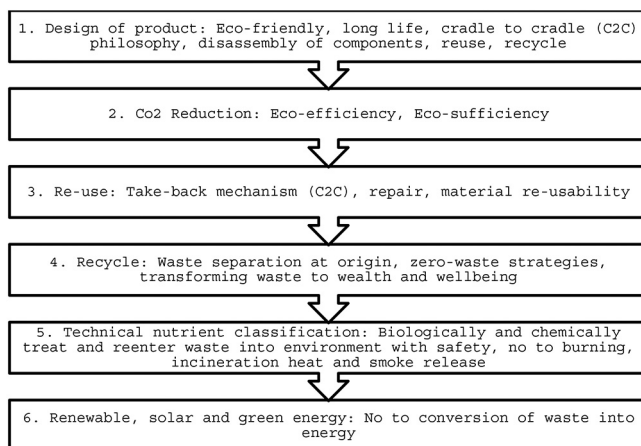 1. Design of product: Eco-friendly, long life, cradle to cradle (C2C)
philosophy, disassembly of components, reuse, recycle
2. Co2 Reduction: Eco-efficiency, Eco-sufficiency
3. Re-use: Take-back mechanism (C2C), repair, material re-usability
4. Recycle: Waste separation at origin, zero-waste strategies,
transforming waste to wealth and wellbeing
5. Technical nutrient classification: Biologically and chemically
treat and reenter waste into environment with safety, no to burning,
incineration heat and smoke release
6. Renewable, solar and green energy: No to conversion of waste into
energy